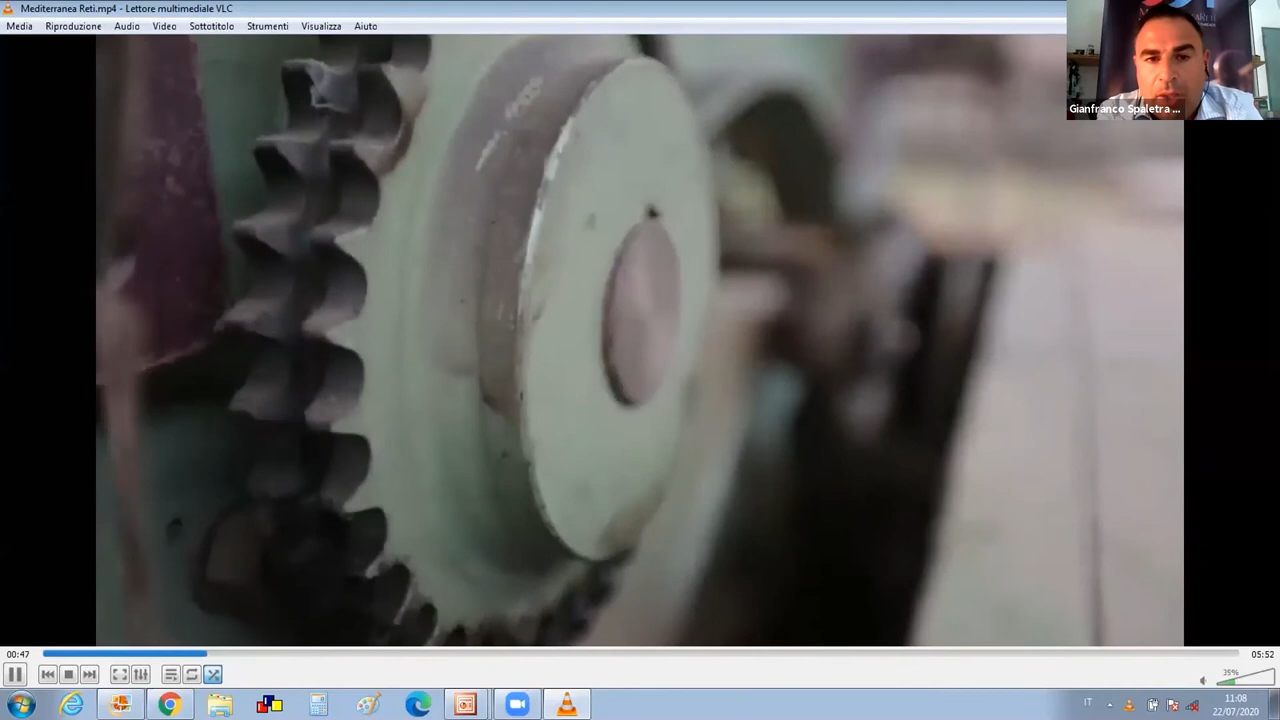 Mediterranea Reti.mp4 - Lettore multimediale VLC
Media Riproduzione Audio Video Sottotitolo Strumenti Visualizza Aiuto
Gianfranco Spaletra ...
00:47
05:52
35%
IT
11:08
22/07/2020